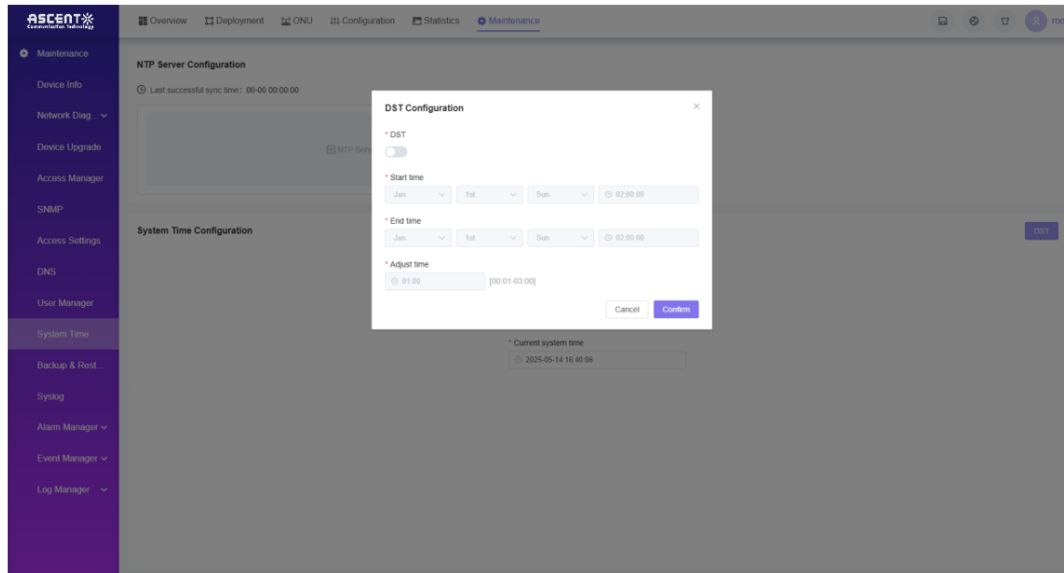 ASCENT
Communication Technology
Overview Deployment ONU Configuration Statistics Maintenance
Maintenance
Device Info
Network Diag...
Device Upgrade
Access Manager
SNMP
Access Settings
DNS
User Manager
System Time
Backup & Rest...
Syslog
Alarm Manager
Event Manager
Log Manager
NTP Server Configuration
Last successful sync time: 00-00 00:00:00
NTP
System Time Configuration
DST
DST Configuration
* DST
* Start time
Jan. 1st Sun. 02:00:00
* End time
Jan. 1st Sun. 02:00:00
* Adjust time
01:00 [00:01-03:00]
Cancel Confirm
* Current system time
2025-05-14 16:40:06